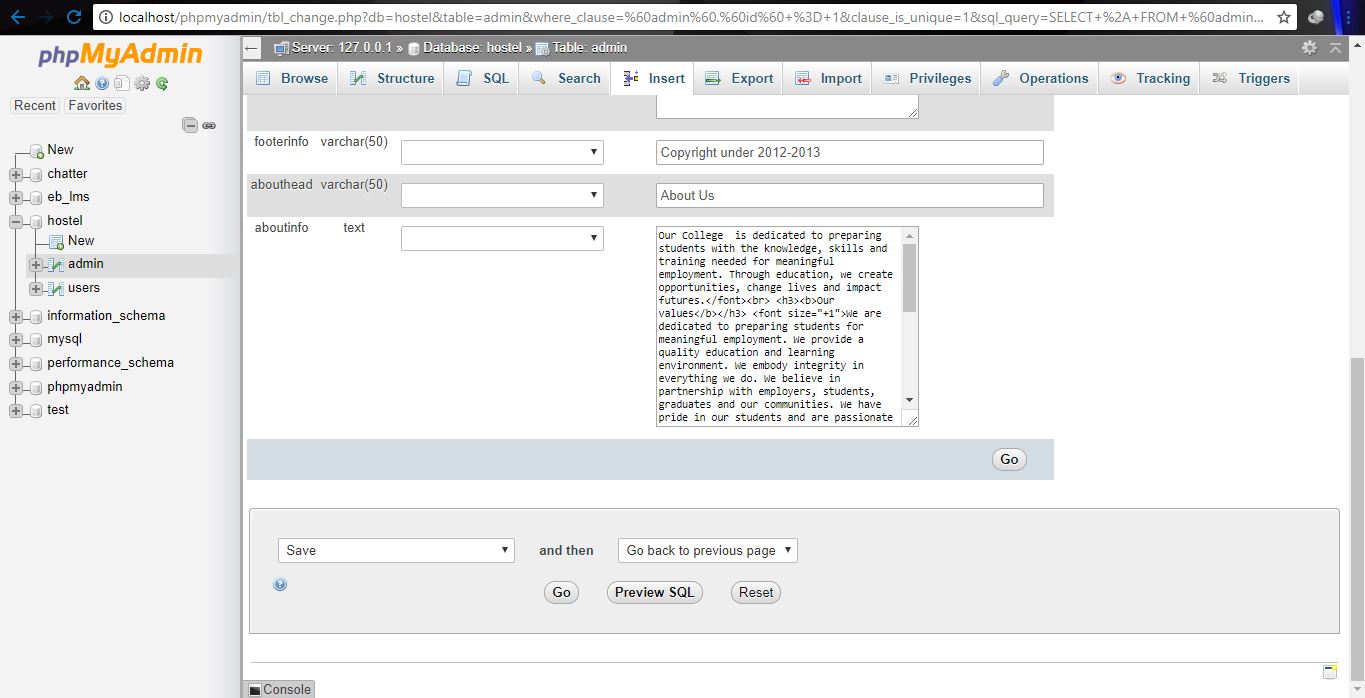 localhost/phpmyadmin/tbl_change.php?db=hostel&table=admin&where_clause=%60admin%60.%60id%60+%3D+1&clause_is_unique=1&sql_query=SELECT+%2A+FROM+%60admin...
phpMyAdmin
Recent Favorites
New
chatter
eb_lms
hostel
New
admin
users
information_schema
mysql
performance_schema
phpmyadmin
test
Server: 127.0.0.1 » Database: hostel » Table: admin
Browse Structure SQL Search Insert Export Import Privileges Operations Tracking Triggers
footerinfo varchar(50) Copyright under 2012-2013
abouthead varchar(50) About Us
aboutinfo text
Our College  is dedicated to preparing
students with the knowledge, skills and
training needed for meaningful
employment. Through education, we create
opportunities, change lives and impact
futures.</font><br> <h3><b>Our
values</b></h3> <font size="+1">We are
dedicated to preparing students for
meaningful employment. We provide a
quality education and learning
environment. We embody integrity in
everything we do. We believe in
partnership with employers, students,
graduates and our communities. We have
pride in our students and are passionate
Go
Save and then Go back to previous page
Go Preview SQL Reset
Console